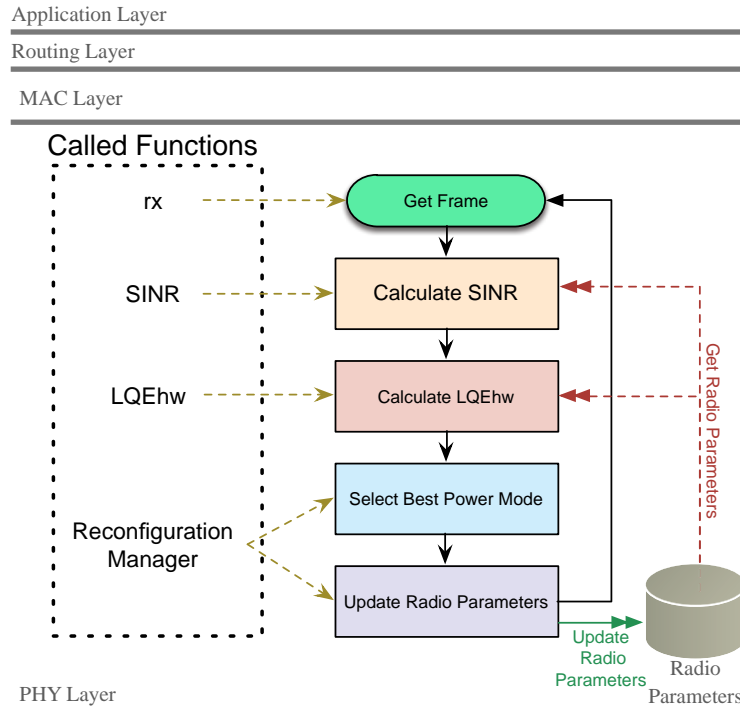 Application Layer
Routing Layer
MAC Layer
Called Functions
rx
Get Frame
SINR
Calculate SINR
LQEhw
Calculate LQEhw
Get Radio Parameters
Select Best Power Mode
Reconfiguration
Manager
Update Radio Parameters
Update
Radio
Parameters
Radio
Parameters
PHY Layer